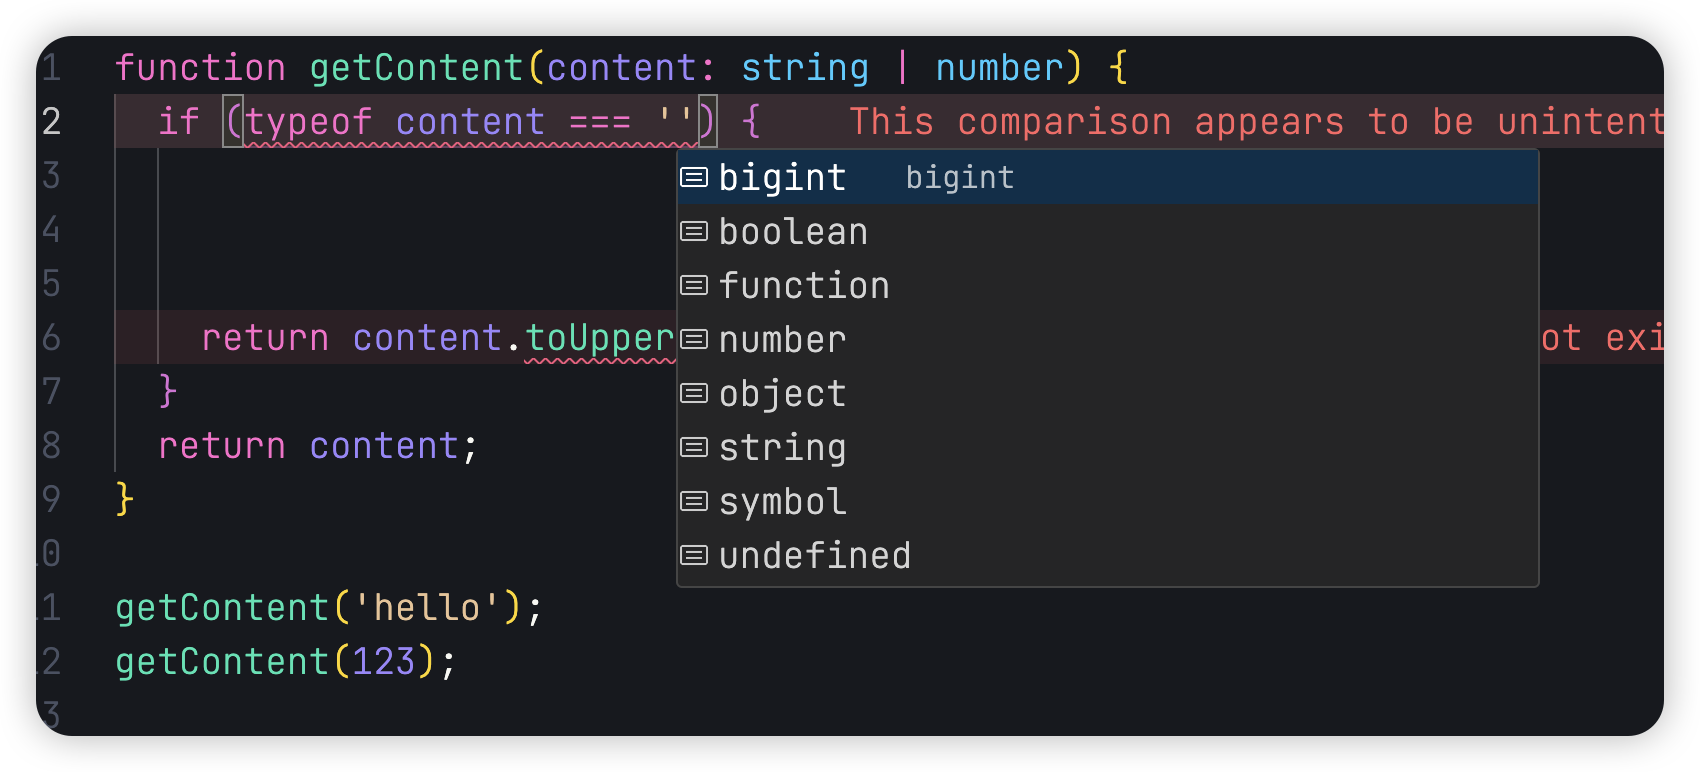 1 function getContent(content: string | number) {
2 if (typeof content === '') { This comparison appears to be unintent
bigint bigint
3
boolean
4
function
5
number
6 return content.toUpper ot exi
object
7 }
string
8 return content;
symbol
9 }
undefined
10
11 getContent('hello');
12 getContent(123);
13